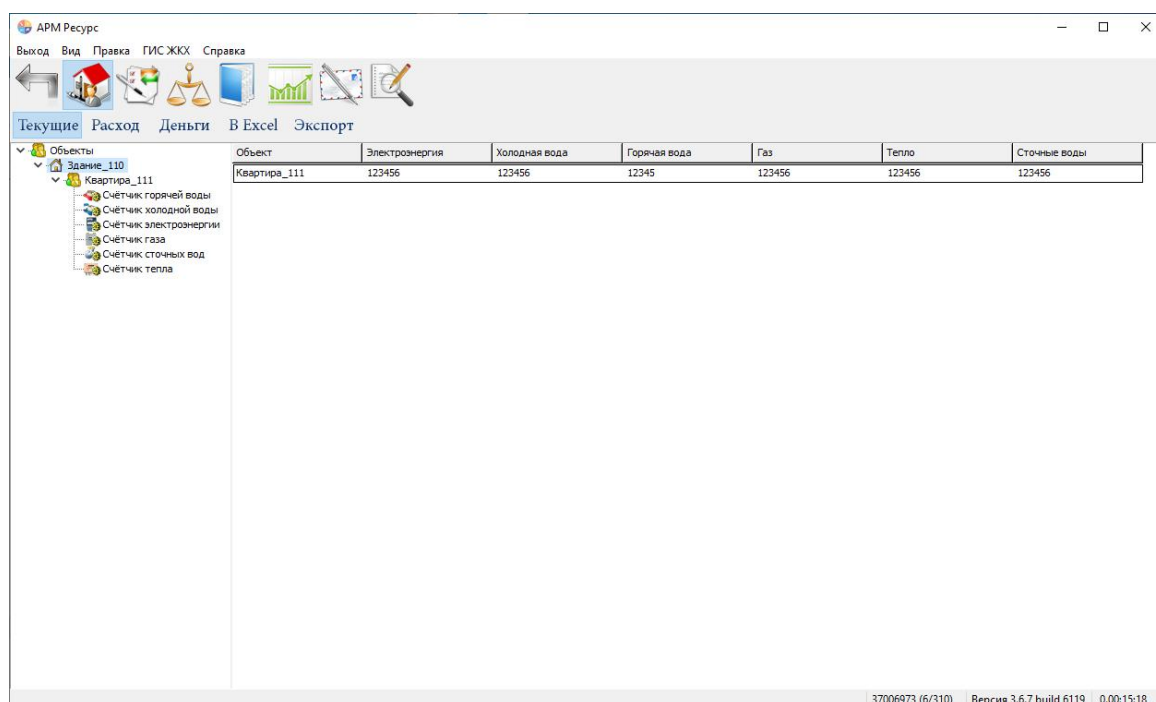 АРМ Ресурс
Выход Вид Правка ГИС ЖКХ Справка
Текущие Расход Деньги В Excel Экспорт
Объекты
Здание_110
Квартира_111
Счётчик горячей воды
Счётчик холодной воды
Счётчик электроэнергии
Счётчик газа
Счётчик сточных вод
Счётчик тепла
Объект Электроэнергия Холодная вода Горячая вода Газ Тепло Сточные воды
Квартира_111 123456 123456 12345 123456 123456 123456
37006973 (6/310) Версия 3.6.7 build 6119 0.00:15:18